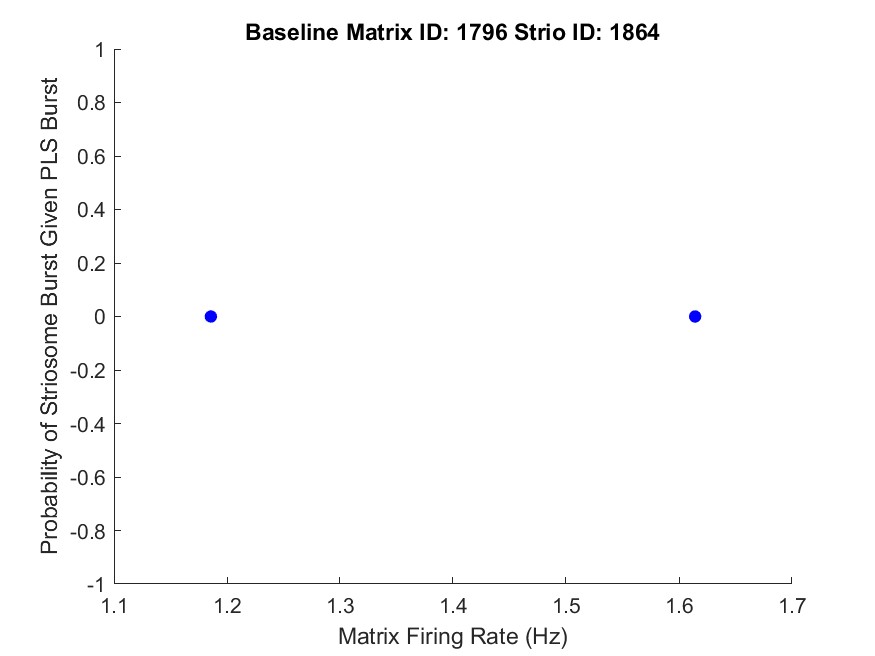 Baseline Matrix ID: 1796 Strio ID: 1864
Probability of Striosome Burst Given PLS Burst
1
0.8
0.6
0.4
0.2
0
-0.2
-0.4
-0.6
-0.8
-1
1.1 1.2 1.3 1.4 1.5 1.6 1.7
Matrix Firing Rate (Hz)